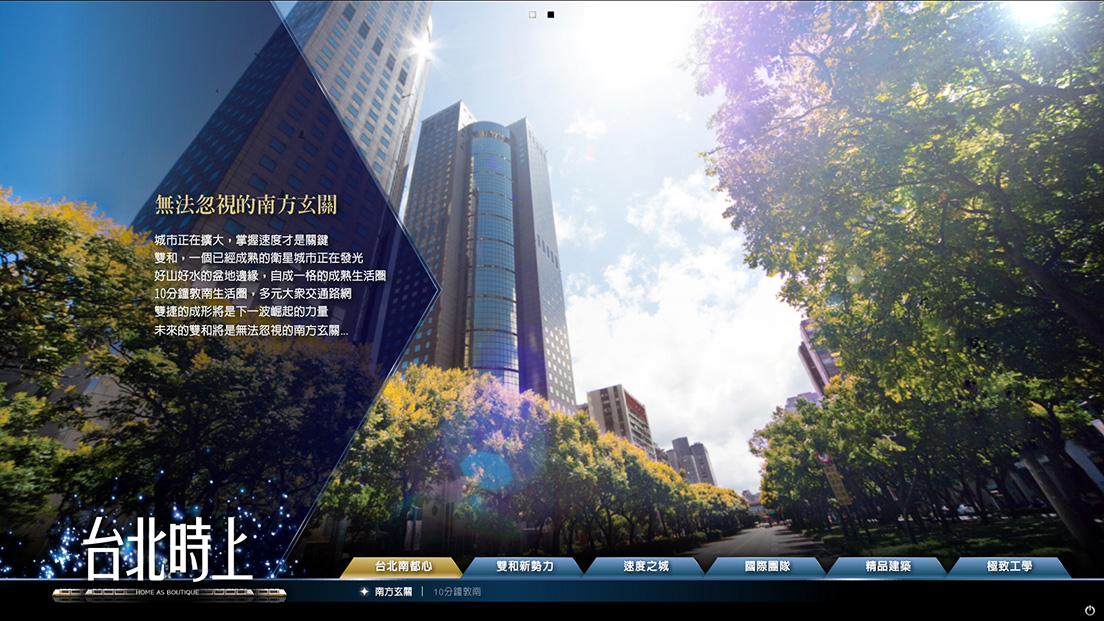 無法忽視的南方玄關
城市正在擴大，掌握速度才是關鍵
雙和，一個已經成熟的衛星城市正在發光
好山好水的盆地邊緣，自成一格的成熟生活圈
10分鐘敦南生活圈，多元大眾交通路網
雙捷的成形將是下一波崛起的力量
未來的雙和將是無法忽視的南方玄關...
台北時上
HOME AS BOUTIQUE
台北南都心 雙和新勢力 速度之城 國際團隊 精品建築 極致工學
南方玄關 | 10分鐘敦南